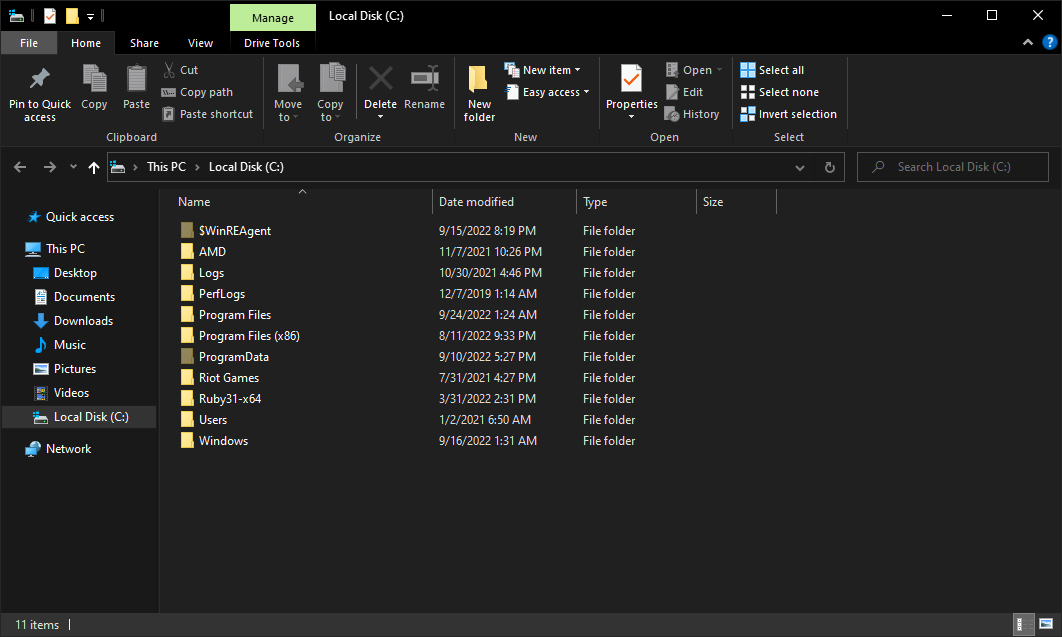 Manage
Local Disk (C:)
File
Home
Share
View
Drive Tools
Pin to Quick access
Copy
Paste
Cut
Copy path
Paste shortcut
Clipboard
Move to
Copy to
Delete
Rename
Organize
New folder
New item
Easy access
New
Properties
Open
Edit
History
Open
Select all
Select none
Invert selection
Select
This PC
Local Disk (C:)
Search Local Disk (C:)
Quick access
This PC
Desktop
Documents
Downloads
Music
Pictures
Videos
Local Disk (C:)
Network
Name Date modified Type Size
$WinREAgent 9/15/2022 8:19 PM File folder
AMD 11/7/2021 10:26 PM File folder
Logs 10/30/2021 4:46 PM File folder
PerfLogs 12/7/2019 1:14 AM File folder
Program Files 9/24/2022 1:24 AM File folder
Program Files (x86) 8/11/2022 9:33 PM File folder
ProgramData 9/10/2022 5:27 PM File folder
Riot Games 7/31/2021 4:27 PM File folder
Ruby31-x64 3/31/2022 2:31 PM File folder
Users 1/2/2021 6:50 AM File folder
Windows 9/16/2022 1:31 AM File folder
11 items